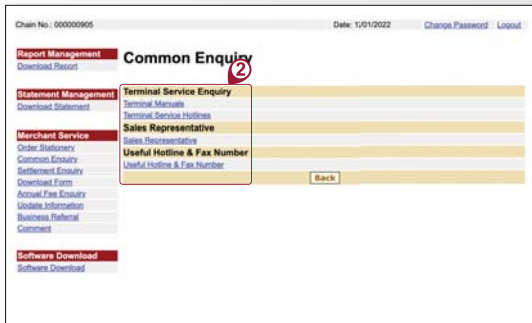 Chain No.: 000000905 Date: 1/01/2022 Change Password Logout
Report Management
Download Report
Statement Management
Download Statement
Merchant Service
Order Stationery
Common Enquiry
Settlement Enquiry
Download Form
Annual Fee Enquiry
Update Information
Business Referral
Comment
Software Download
Software Download
Common Enquiry
2
Terminal Service Enquiry
Terminal Manuals
Terminal Service Hotlines
Sales Representative
Sales Representative
Useful Hotline & Fax Number
Useful Hotline & Fax Number
Back